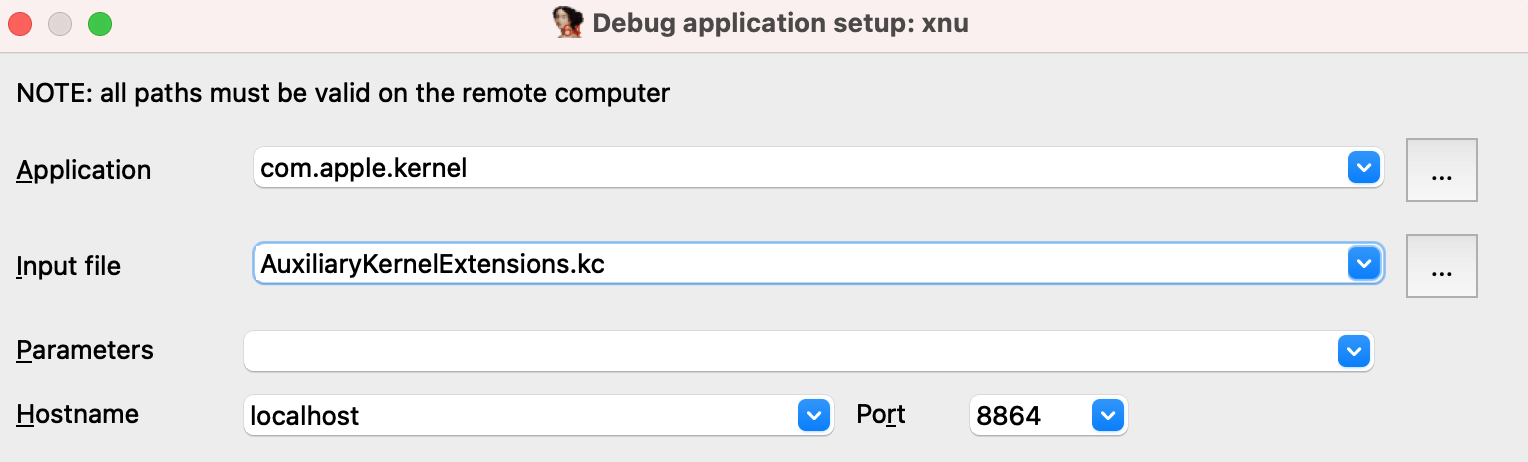 Debug application setup: xnu
NOTE: all paths must be valid on the remote computer
Application com.apple.kernel ...
Input file AuxiliaryKernelExtensions.kc ...
Parameters
Hostname localhost Port 8864